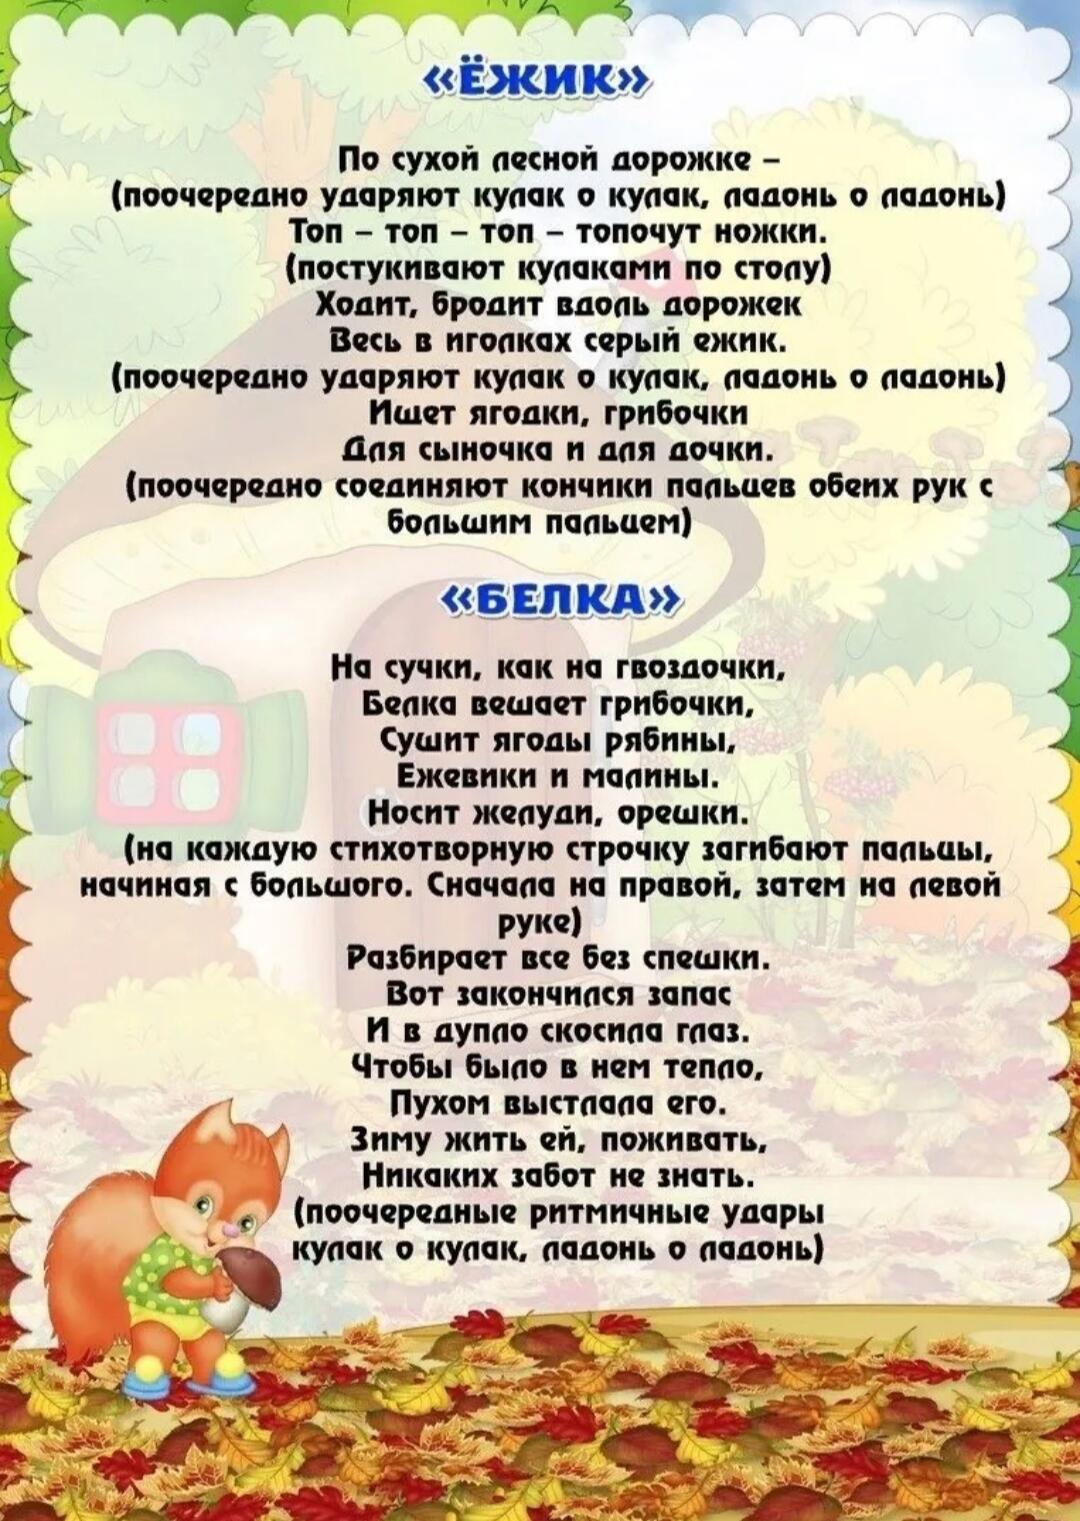 «ЁЖИК»
По сухой лесной дорожке –
(поочередно ударяют кулак о кулак, ладонь о ладонь)
Топ – топ – топ – топочут ножки.
(постукивают кулаками по столу)
Ходит, бродит вдоль дорожек
Весь в иголках серый ежик.
(поочередно ударяют кулак о кулак, ладонь о ладонь)
Ищет ягодки, грибочки
Для сыночка и для дочки.
(поочередно соединяют кончики пальцев обеих рук с
большим пальцем)
«БЕЛКА»
На сучки, как на гвоздочки,
Белка вешает грибочки,
Сушит ягоды рябины,
Ежевики и малины.
Носит желуди, орешки.
(на каждую стихотворную строчку загибают пальцы,
начиная с большого. Сначала на правой, затем на левой
руке)
Разбирает все без спешки.
Вот закончился запас
И в дупло скосила глаз.
Чтобы было в нем тепло,
Пухом выстлала его.
Зиму жить ей, поживать,
Никаких забот не знать.
(поочередные ритмичные удары
кулак о кулак, ладонь о ладонь)